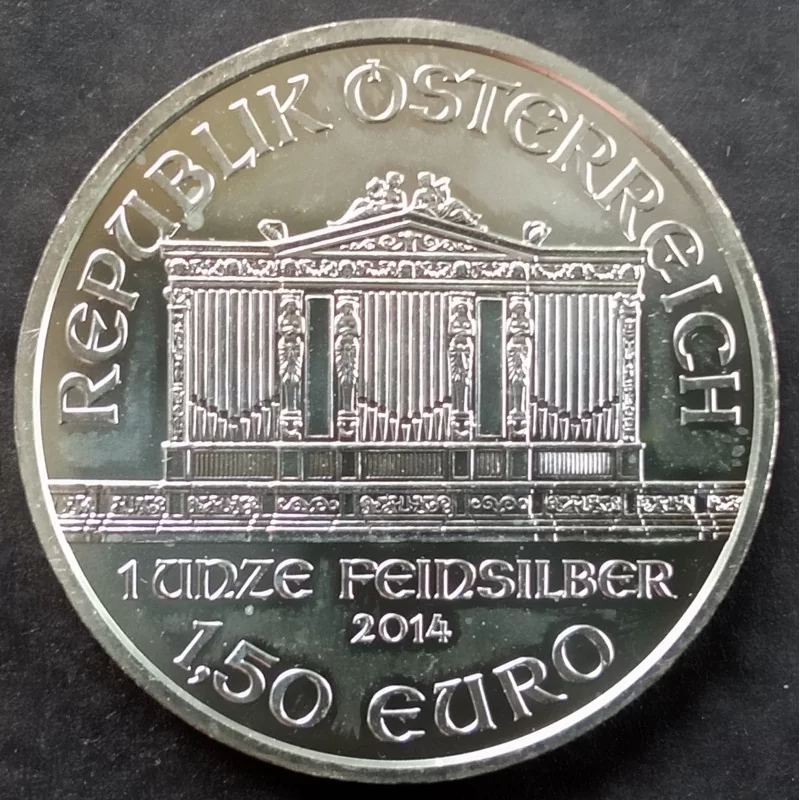 REPUBLIK ÖSTERREICH
1 UNZE FEINSILBER
2014
1,50 EURO